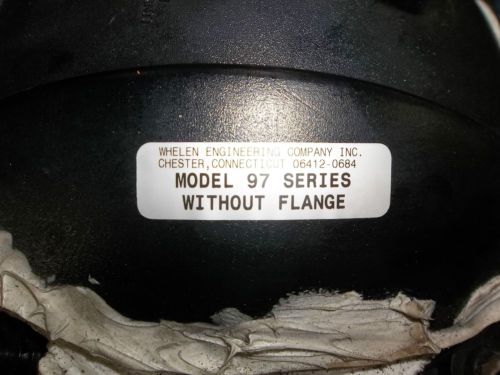 WHELEN ENGINEERING COMPANY INC.
CHESTER,CONNECTICUT 06412-0684
MODEL 97 SERIES
WITHOUT FLANGE